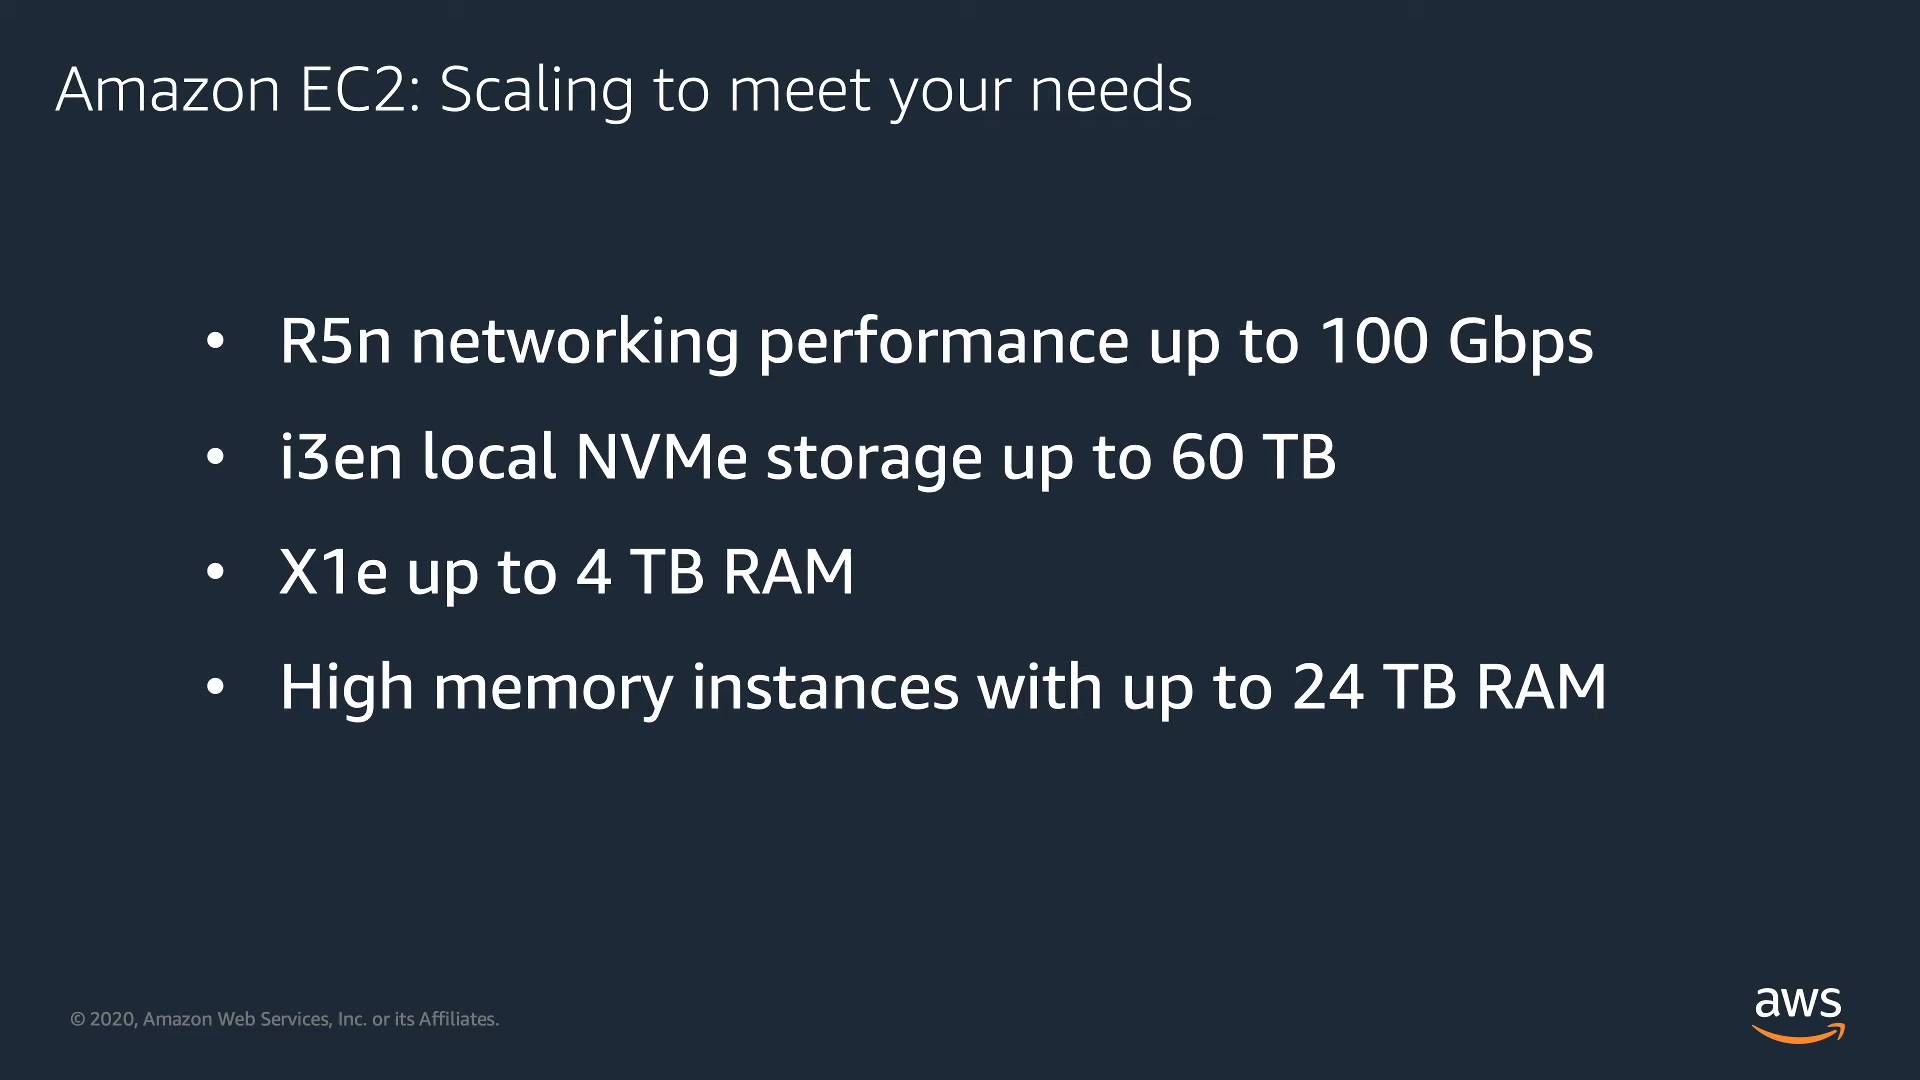 Amazon EC2: Scaling to meet your needs
• R5n networking performance up to 100 Gbps
• i3en local NVMe storage up to 60 TB
• X1e up to 4 TB RAM
• High memory instances with up to 24 TB RAM
© 2020, Amazon Web Services, Inc. or its Affiliates.
aws